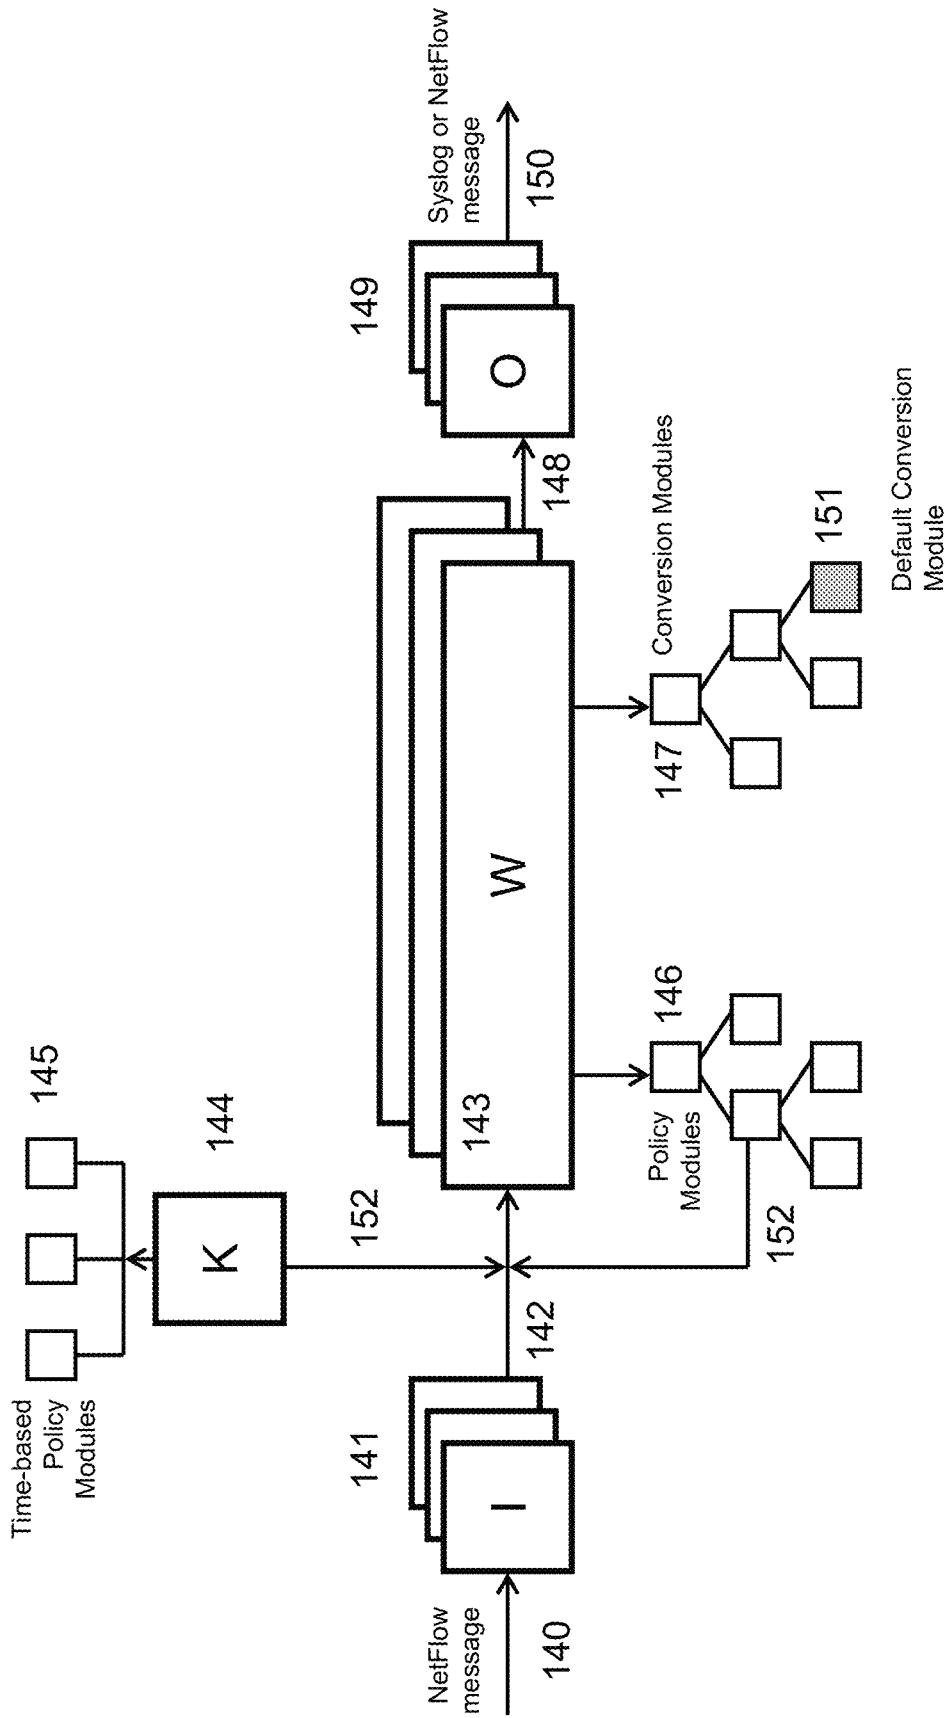 Time-based
Policy
Modules
145
K
144
152
NetFlow
message
140
I
141
142
W
143
Policy
Modules
146
152
147
Conversion Modules
151
Default Conversion
Module
148
O
149
Syslog or NetFlow
message
150